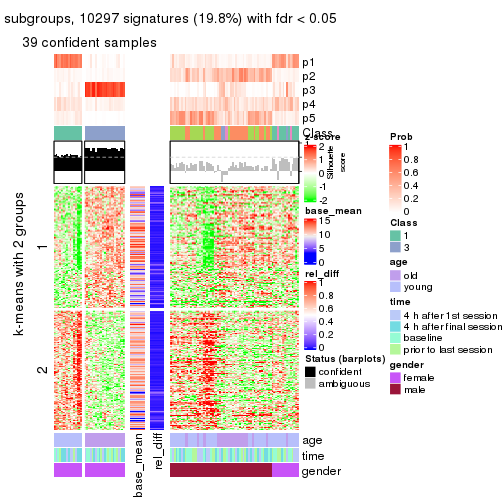 subgroups, 10297 signatures (19.8%) with fdr < 0.05
39 confident samples
p1
p2
p3
p4
p5
Class
1
Silhouette
score
k-means with 2 groups
1
2
base_mean
rel_diff
age
time
gender
z-score
2
1
0
-1
-2
base_mean
15
10
5
0
rel_diff
1
0.8
0.6
0.4
0.2
0
Status (barplots)
confident
ambiguous
Prob
1
0.8
0.6
0.4
0.2
0
Class
1
3
age
old
young
time
4 h after 1st session
4 h after final session
baseline
prior to last session
gender
female
male